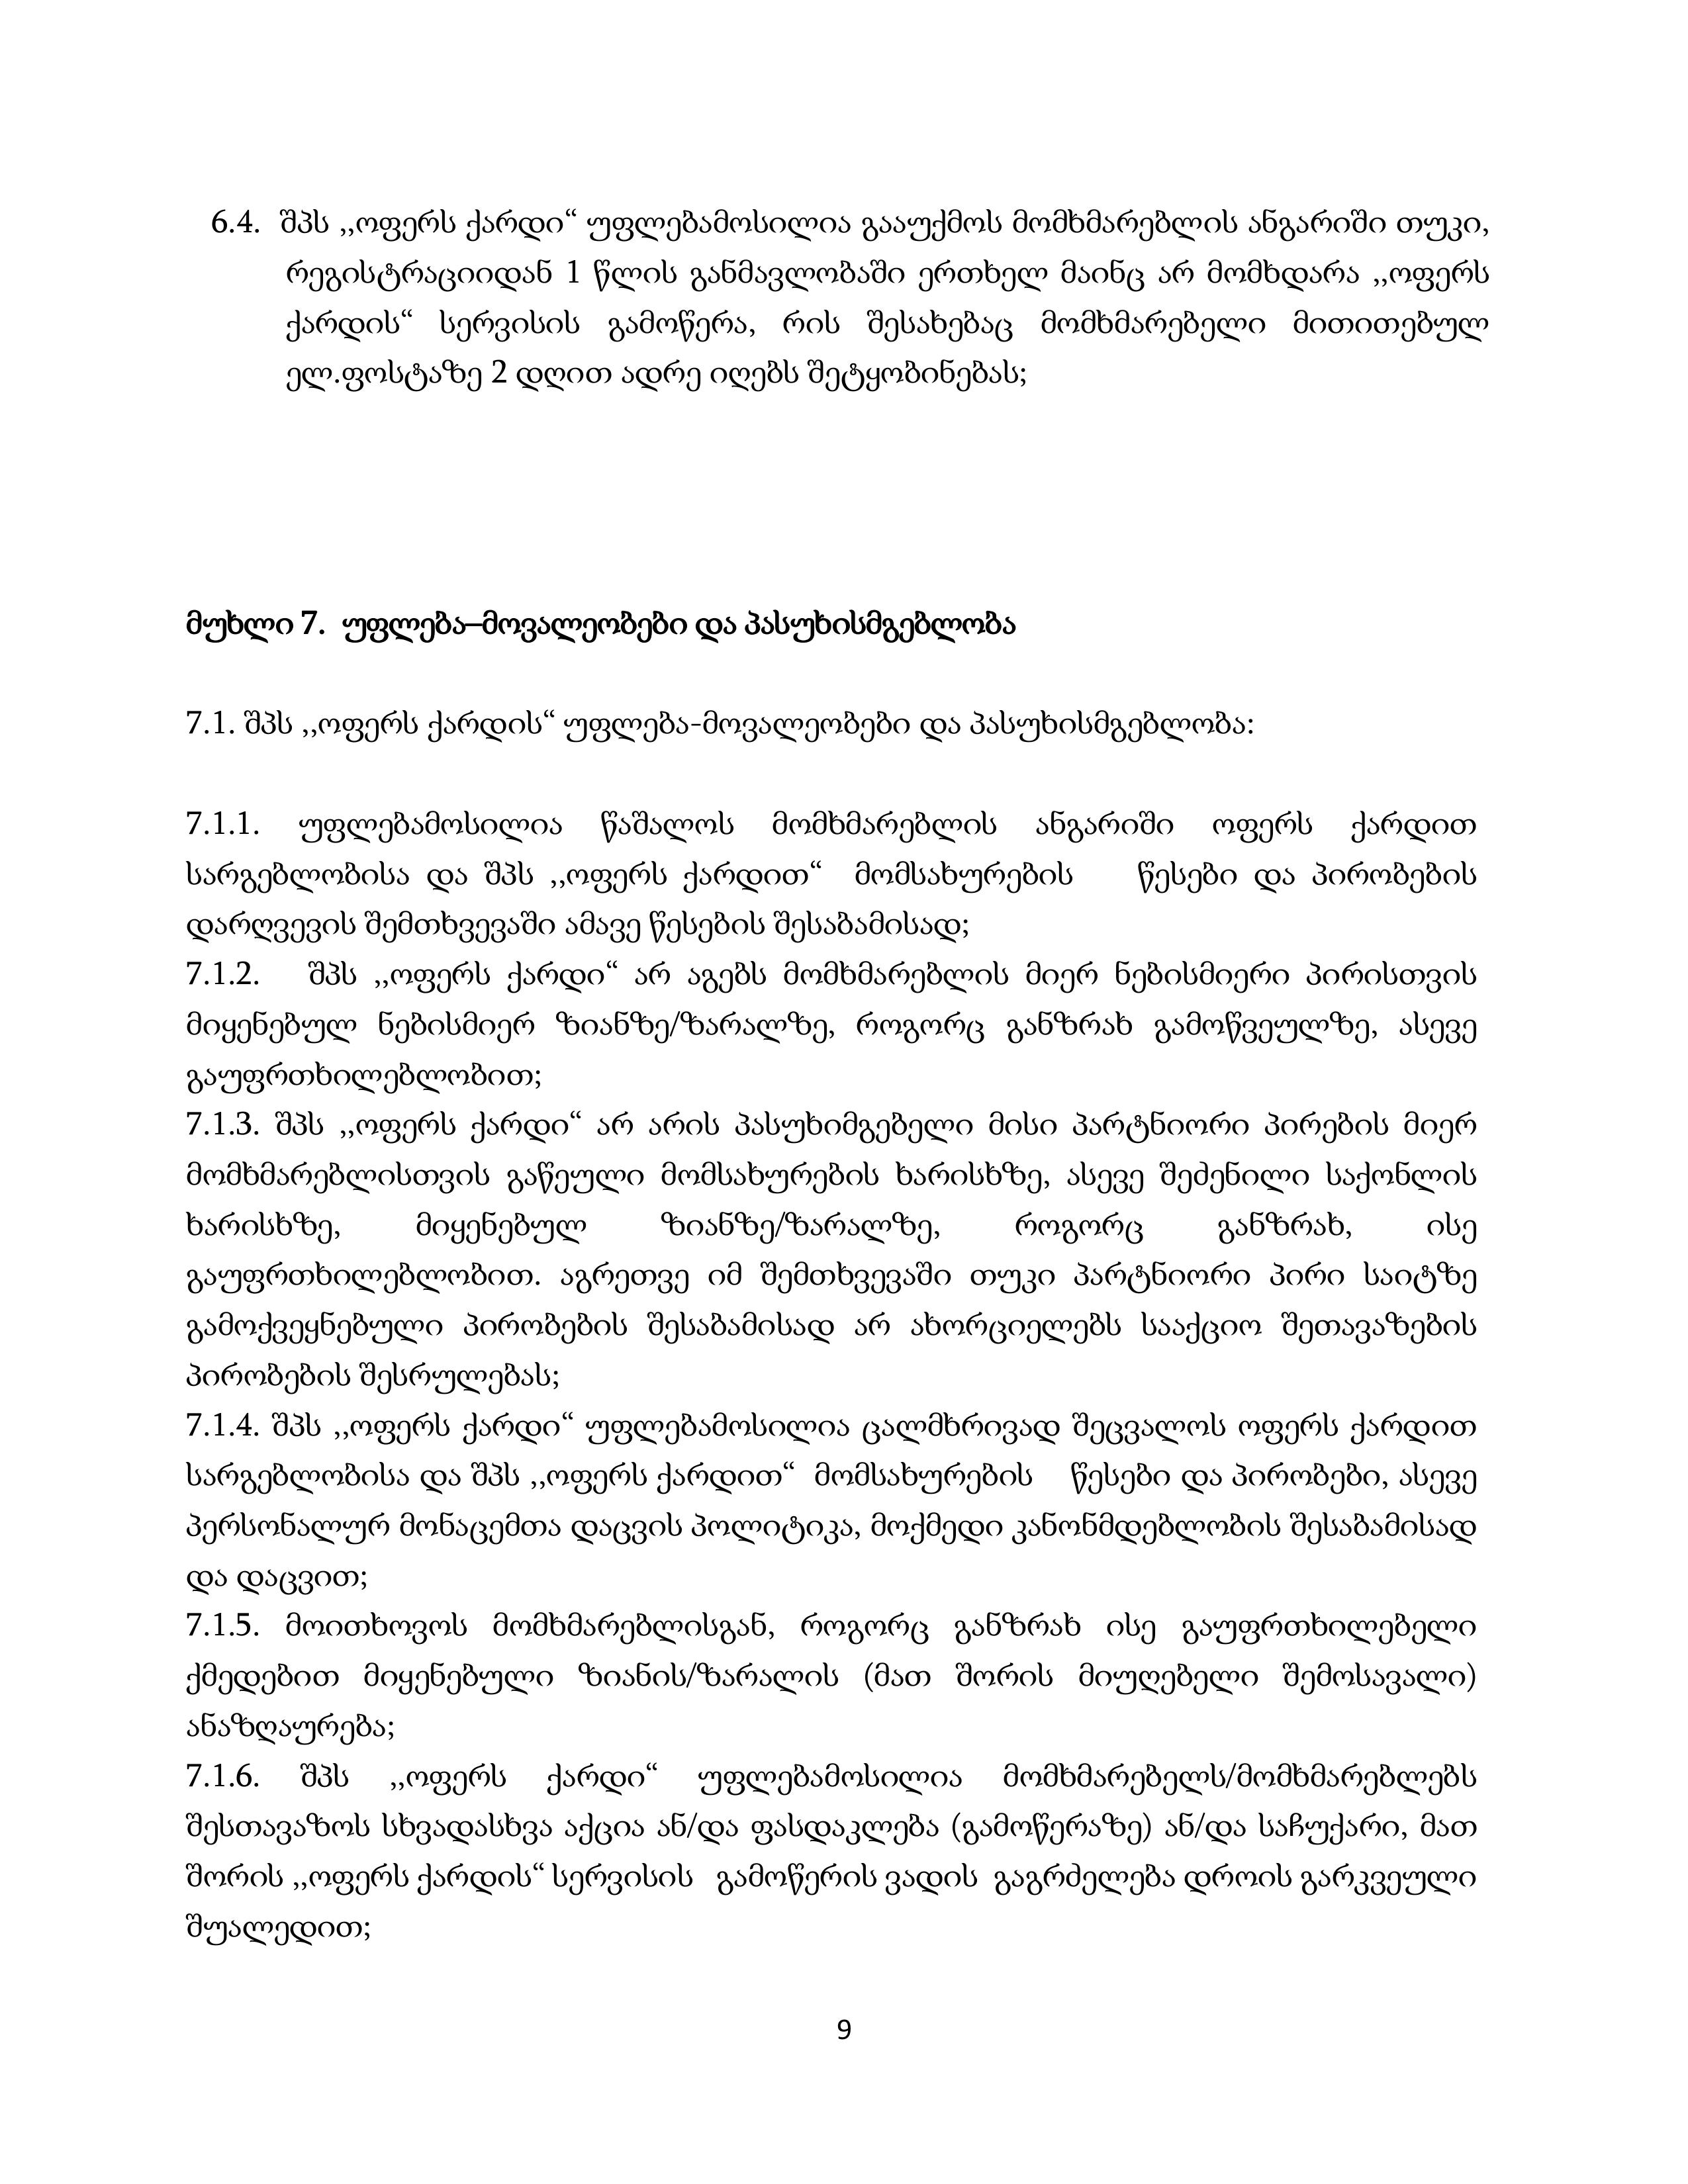 6.4. შპს ,,ოფერს ქარდი“ უფლებამოსილია გააუქმოს მომხმარებლის ანგარიში თუკი,
რეგისტრაციიდან 1 წლის განმავლობაში ერთხელ მაინც არ მომხდარა ,,ოფერს
ქარდის“ სერვისის გამოწერა, რის შესახებაც მომხმარებელი მითითებულ
ელ.ფოსტაზე 2 დღით ადრე იღებს შეტყობინებას;
მუხლი 7. უფლება–მოვალეობები და პასუხისმგებლობა
7.1. შპს ,,ოფერს ქარდის“ უფლება-მოვალეობები და პასუხისმგებლობა:
7.1.1. უფლებამოსილია წაშალოს მომხმარებლის ანგარიში ოფერს ქარდით
სარგებლობისა და შპს ,,ოფერს ქარდით“ მომსახურების წესები და პირობების
დარღვევის შემთხვევაში ამავე წესების შესაბამისად;
7.1.2. შპს ,,ოფერს ქარდი“ არ აგებს მომხმარებლის მიერ ნებისმიერი პირისთვის
მიყენებულ ნებისმიერ ზიანზე/ზარალზე, როგორც განზრახ გამოწვეულზე, ასევე
გაუფრთხილებლობით;
7.1.3. შპს ,,ოფერს ქარდი“ არ არის პასუხიმგებელი მისი პარტნიორი პირების მიერ
მომხმარებლისთვის გაწეული მომსახურების ხარისხზე, ასევე შეძენილი საქონლის
ხარისხზე, მიყენებულ ზიანზე/ზარალზე, როგორც განზრახ, ისე
გაუფრთხილებლობით. აგრეთვე იმ შემთხვევაში თუკი პარტნიორი პირი საიტზე
გამოქვეყნებული პირობების შესაბამისად არ ახორციელებს სააქციო შეთავაზების
პირობების შესრულებას;
7.1.4. შპს ,,ოფერს ქარდი“ უფლებამოსილია ცალმხრივად შეცვალოს ოფერს ქარდით
სარგებლობისა და შპს ,,ოფერს ქარდით“ მომსახურების წესები და პირობები, ასევე
პერსონალურ მონაცემთა დაცვის პოლიტიკა, მოქმედი კანონმდებლობის შესაბამისად
და დაცვით;
7.1.5. მოითხოვოს მომხმარებლისგან, როგორც განზრახ ისე გაუფრთხილებელი
ქმედებით მიყენებული ზიანის/ზარალის (მათ შორის მიუღებელი შემოსავალი)
ანაზღაურება;
7.1.6. შპს ,,ოფერს ქარდი“ უფლებამოსილია მომხმარებელს/მომხმარებლებს
შესთავაზოს სხვადასხვა აქცია ან/და ფასდაკლება (გამოწერაზე) ან/და საჩუქარი, მათ
შორის ,,ოფერს ქარდის“ სერვისის გამოწერის ვადის გაგრძელება დროის გარკვეული
შუალედით;
9